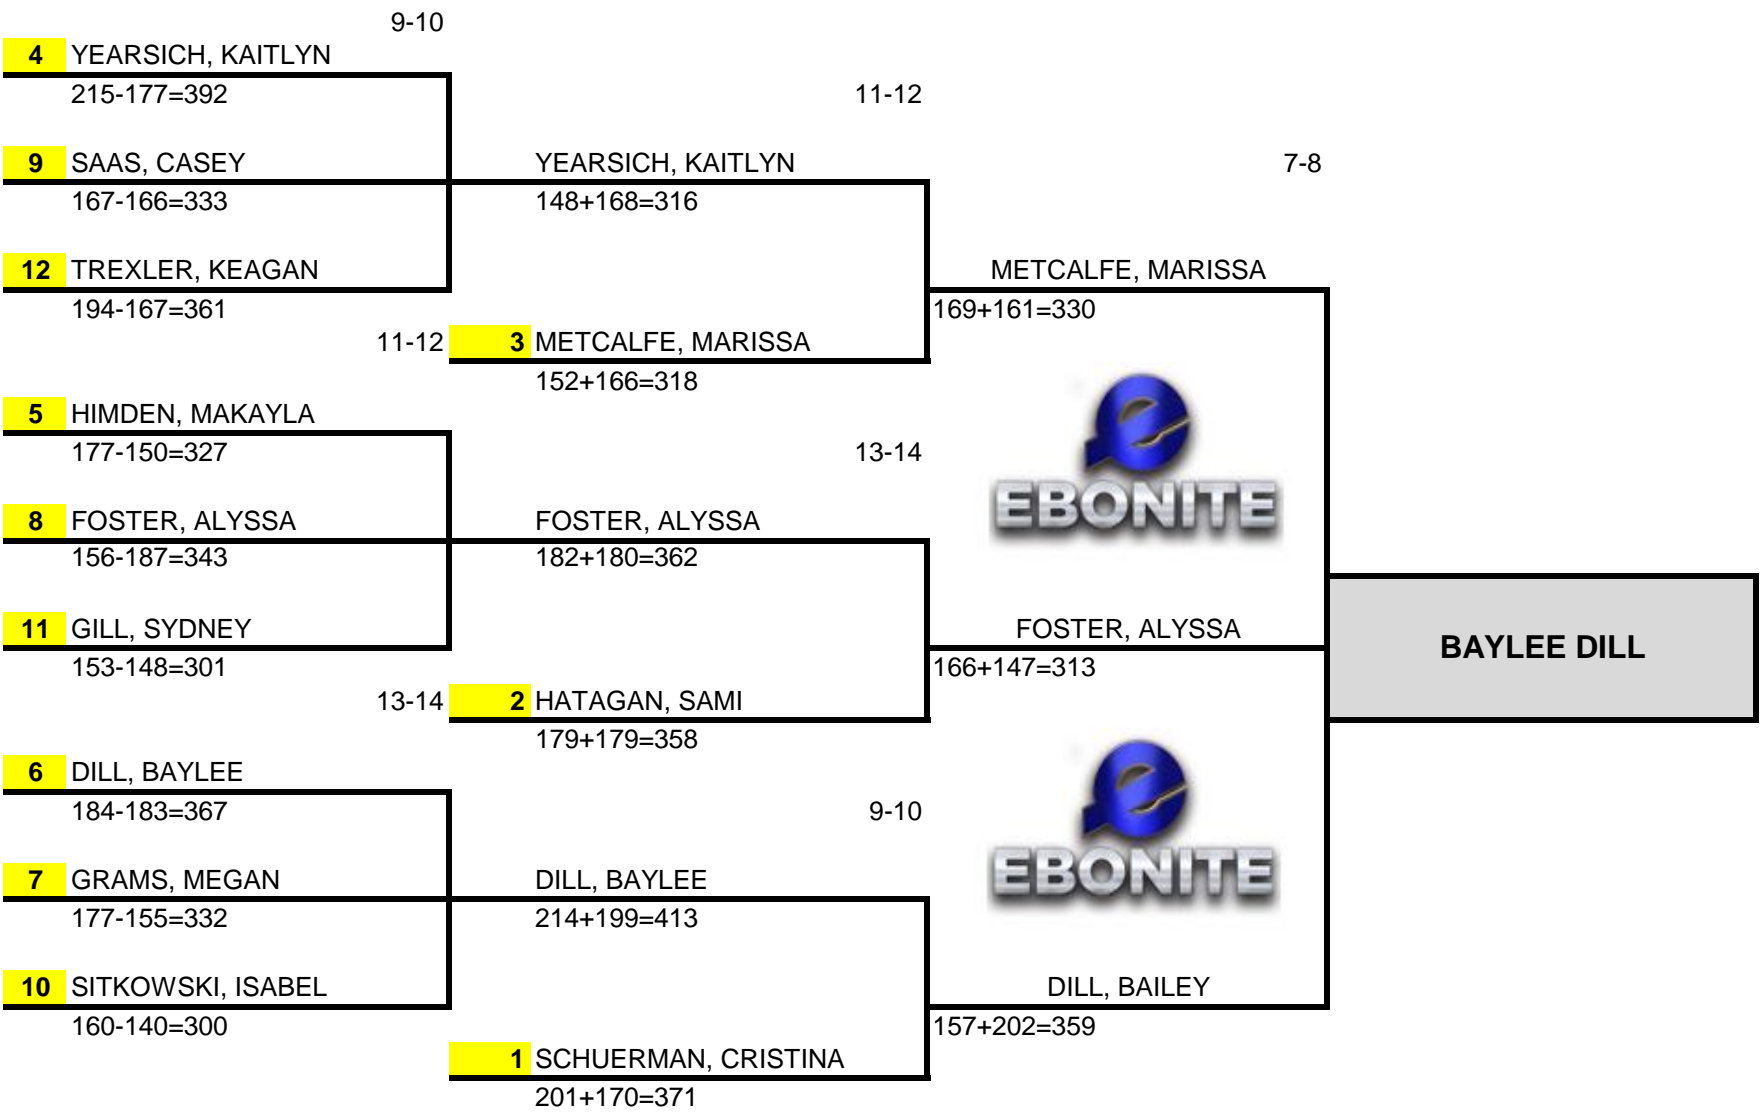 9-10
4 YEARSICH, KAITLYN
215-177=392
11-12
9 SAAS, CASEY
YEARSICH, KAITLYN
7-8
167-166=333
148+168=316
12 TREXLER, KEAGAN
METCALFE, MARISSA
194-167=361
169+161=330
11-12
3 METCALFE, MARISSA
152+166=318
5 HIMDEN, MAKAYLA
177-150=327
13-14
EBONITE
8 FOSTER, ALYSSA
FOSTER, ALYSSA
156-187=343
182+180=362
11 GILL, SYDNEY
FOSTER, ALYSSA
BAYLEE DILL
153-148=301
166+147=313
13-14
2 HATAGAN, SAMI
179+179=358
6 DILL, BAYLEE
184-183=367
9-10
EBONITE
7 GRAMS, MEGAN
DILL, BAYLEE
177-155=332
214+199=413
10 SITKOWSKI, ISABEL
DILL, BAILEY
160-140=300
157+202=359
1 SCHUERMAN, CRISTINA
201+170=371